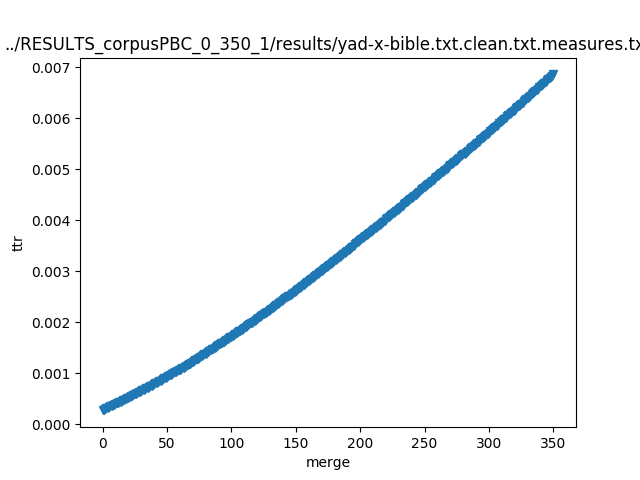 ../RESULTS_corpusPBC_0_350_1/results/yad-x-bible.txt.clean.txt.measures.tx
0.007
0.006
0.005
0.004
0.003
0.002
0.001
0.000
ttr
0 50 100 150 200 250 300 350
merge